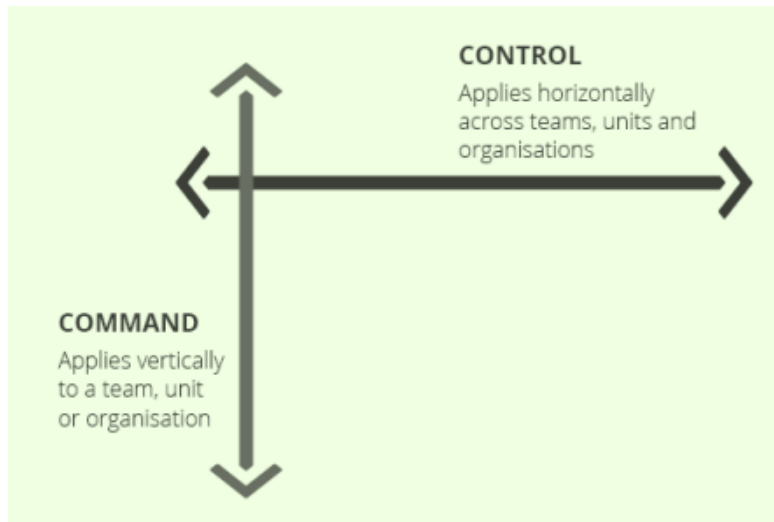 CONTROL
Applies horizontally
across teams, units and
organisations
COMMAND
Applies vertically
to a team, unit
or organisation